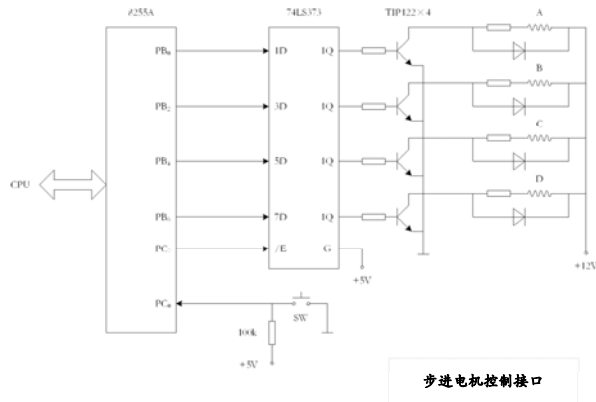 8255A
74LS373
TIP122×4
A
PB₀
1D
1Q
B
PB₂
3D
1Q
C
PB₄
5D
1Q
CPU
D
PB₆
7D
1Q
/E
G
+5V
+12V
PC₀
SW
100k
+5V
步进电机控制接口